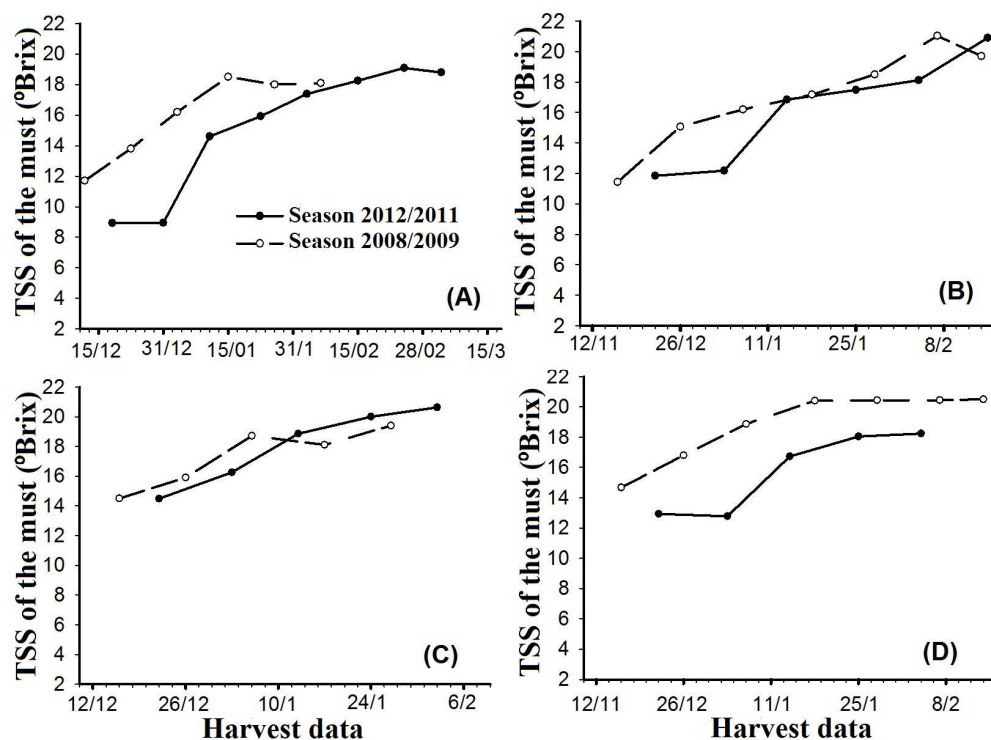 TSS of the must (ºBrix)
22
20
18
16
14
12
10
8
6
4
2
Season 2012/2011
Season 2008/2009
(A)
15/12 31/12 15/01 31/1 15/02 28/02 15/3
TSS of the must (ºBrix)
22
20
18
16
14
12
10
8
6
4
2
(B)
12/11 26/12 11/1 25/1 8/2
TSS of the must (ºBrix)
22
20
18
16
14
12
10
8
6
4
2
(C)
12/12 26/12 10/1 24/1 6/2
Harvest data
TSS of the must (ºBrix)
22
20
18
16
14
12
10
8
6
4
2
(D)
12/11 26/12 11/1 25/1 8/2
Harvest data